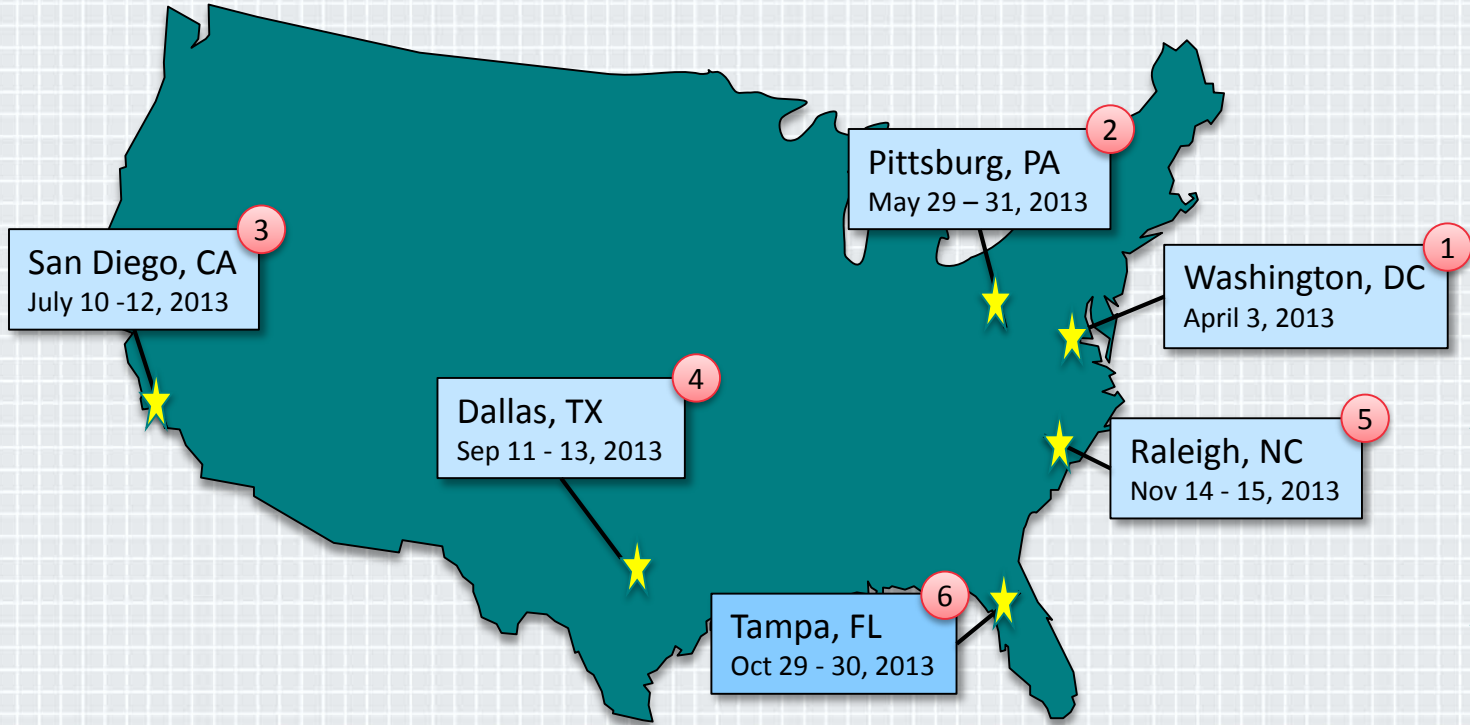 2
Pittsburg, PA
May 29 – 31, 2013
3
San Diego, CA
July 10 -12, 2013
1
Washington, DC
April 3, 2013
4
Dallas, TX
Sep 11 - 13, 2013
5
Raleigh, NC
Nov 14 - 15, 2013
6
Tampa, FL
Oct 29 - 30, 2013